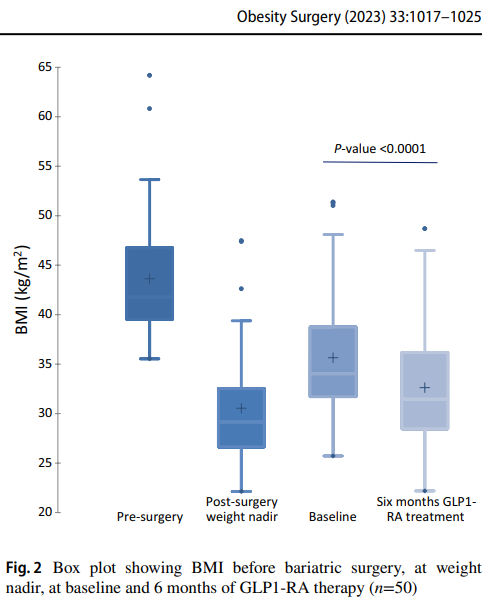 Obesity Surgery (2023) 33:1017–1025
65
60
55
50
45
40
35
30
25
20
BMI (kg/m²)
P-value <0.0001
Pre-surgery
Post-surgery
weight nadir
Baseline
Six months GLP1-
RA treatment
Fig. 2 Box plot showing BMI before bariatric surgery, at weight
nadir, at baseline and 6 months of GLP1-RA therapy (n=50)